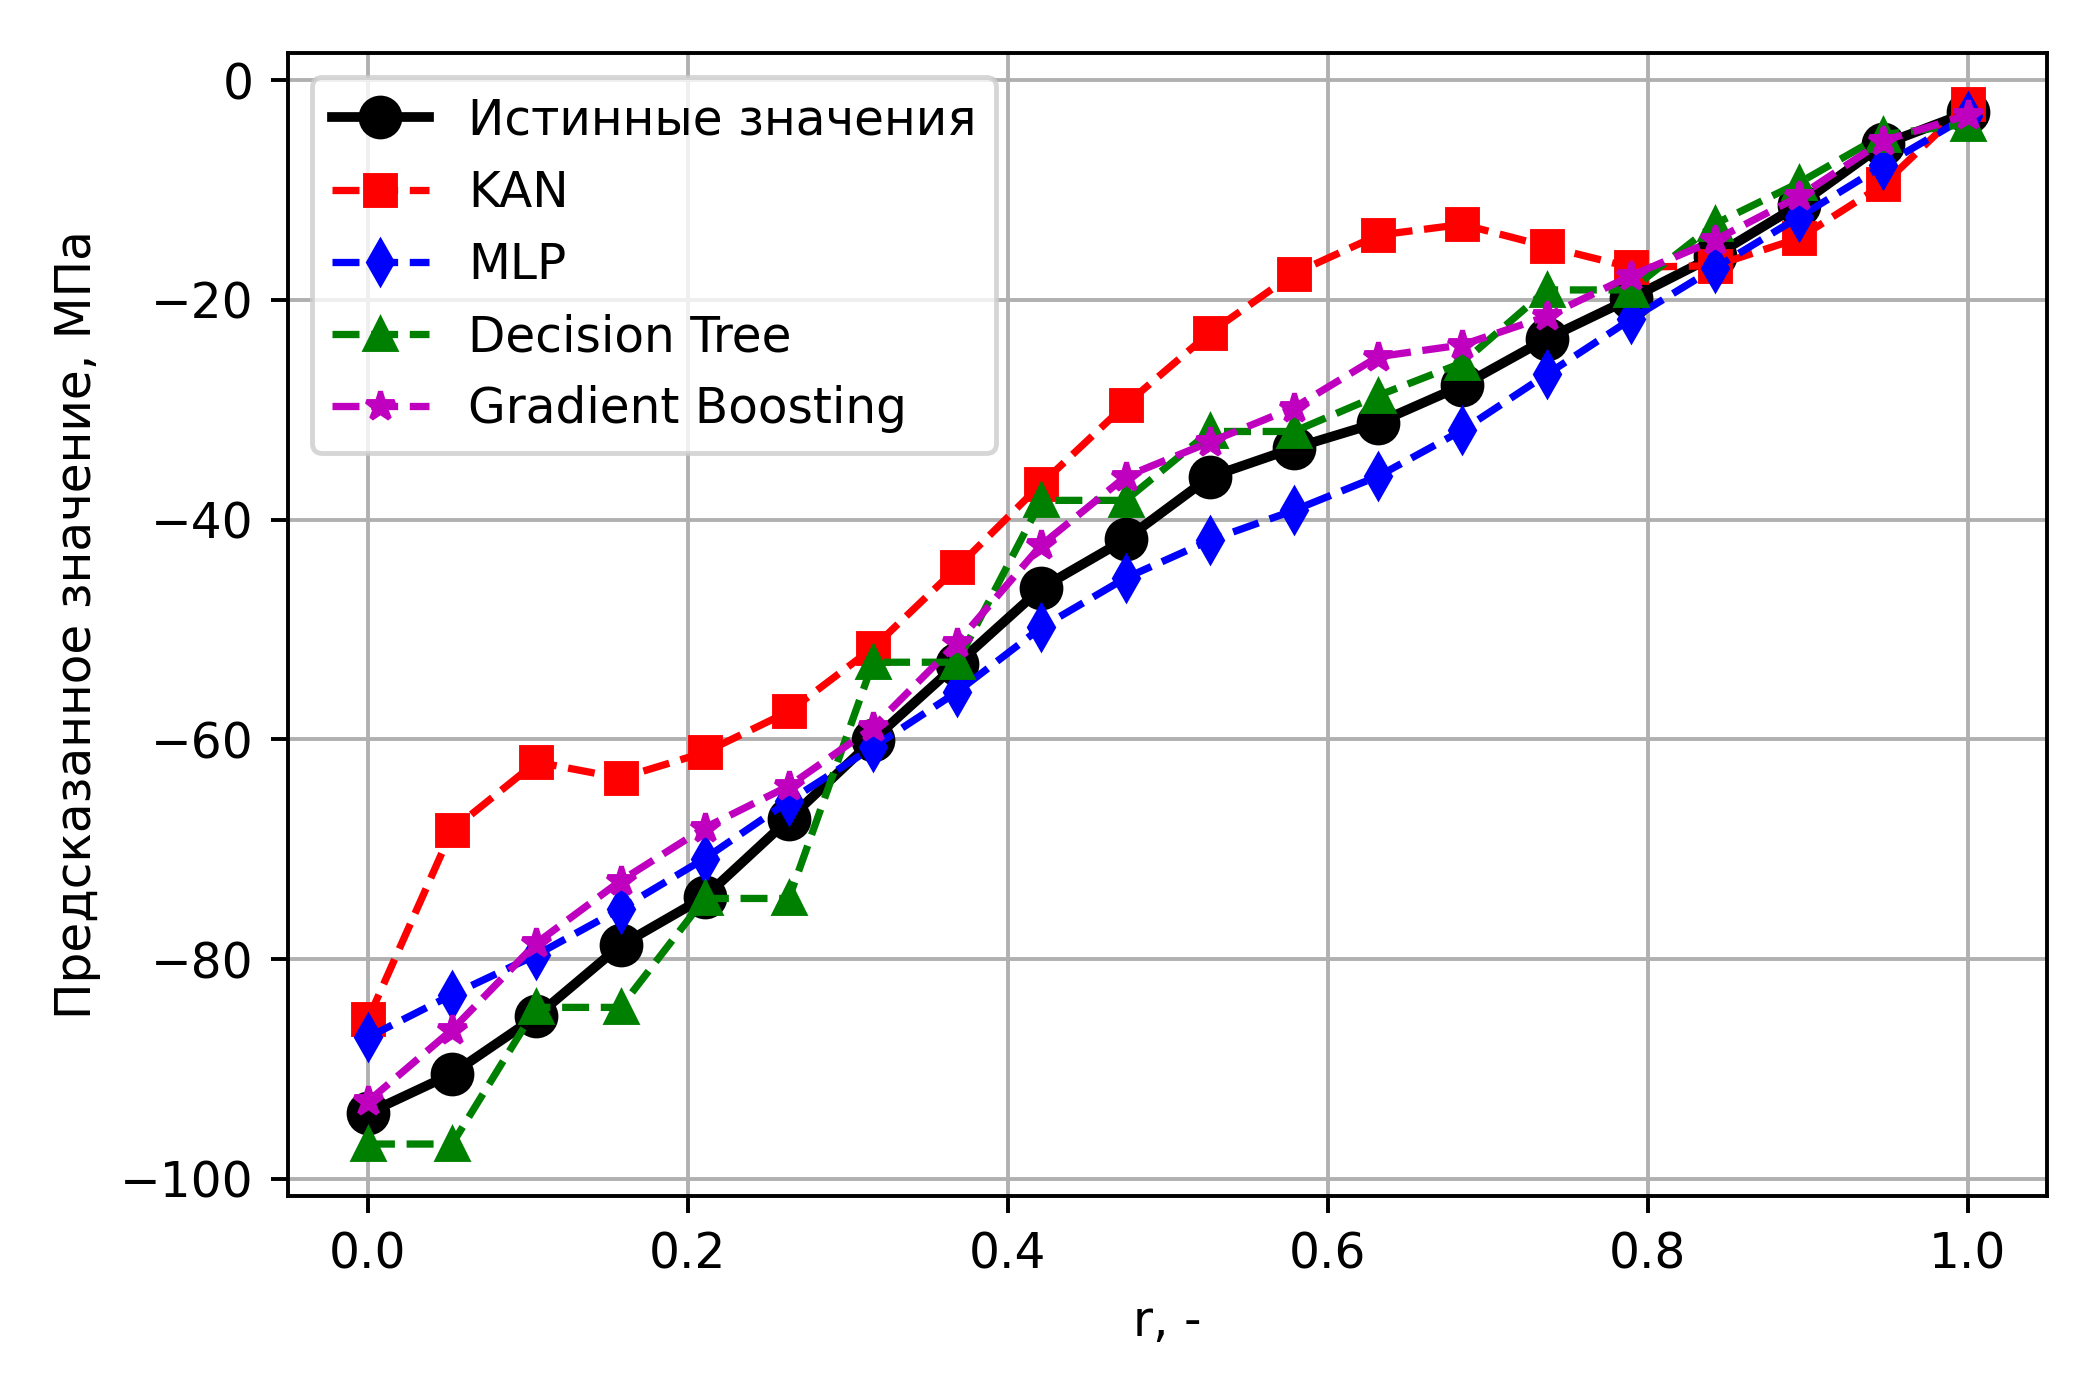 Предсказанное значение, МПа
0
−20
−40
−60
−80
−100
Истинные значения
KAN
MLP
Decision Tree
Gradient Boosting
0.0 0.2 0.4 0.6 0.8 1.0
r, -